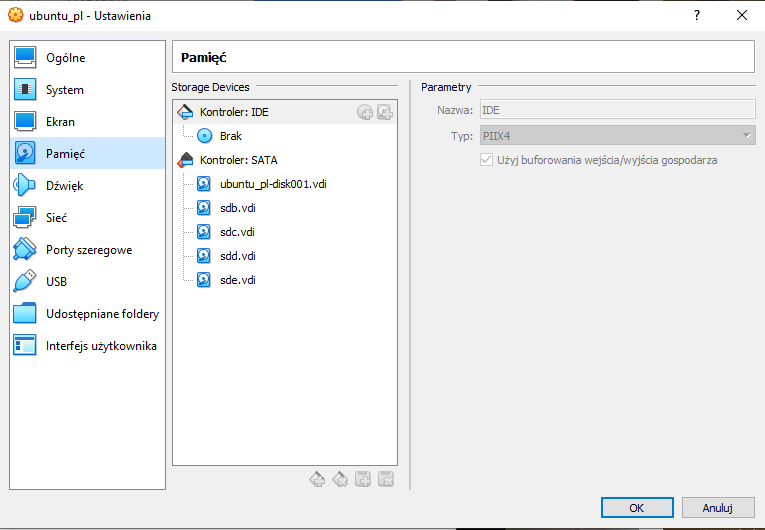 ubuntu_pl - Ustawienia
?
Ogólne
System
Ekran
Pamięć
Dźwięk
Sieć
Porty szeregowe
USB
Udostępniane foldery
Interfejs użytkownika
Pamięć
Storage Devices
Kontroler: IDE
Brak
Kontroler: SATA
ubuntu_pl-disk001.vdi
sdb.vdi
sdc.vdi
sdd.vdi
sde.vdi
Parametry
Nazwa: IDE
Typ: PIIX4
Użyj buforowania wejścia/wyjścia gospodarza
OK Anuluj